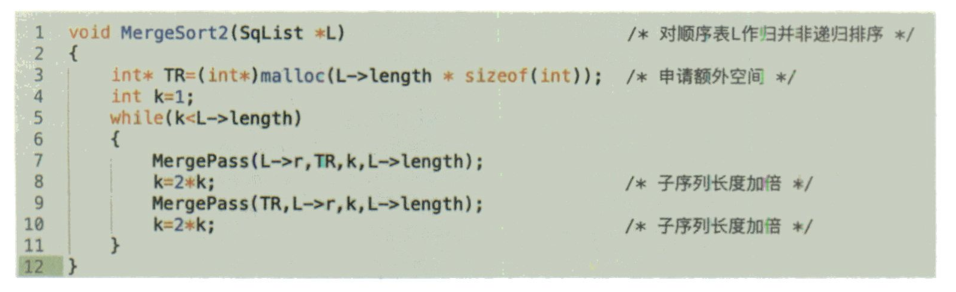 1 void MergeSort2(SqList *L) /* 对顺序表L作归并非递归排序 */
2 {
3 int* TR=(int*)malloc(L->length * sizeof(int)); /* 申请额外空间 */
4 int k=1;
5 while(k<L->length)
6 {
7 MergePass(L->r,TR,k,L->length);
8 k=2*k; /* 子序列长度加倍 */
9 MergePass(TR,L->r,k,L->length);
10 k=2*k; /* 子序列长度加倍 */
11 }
12 }